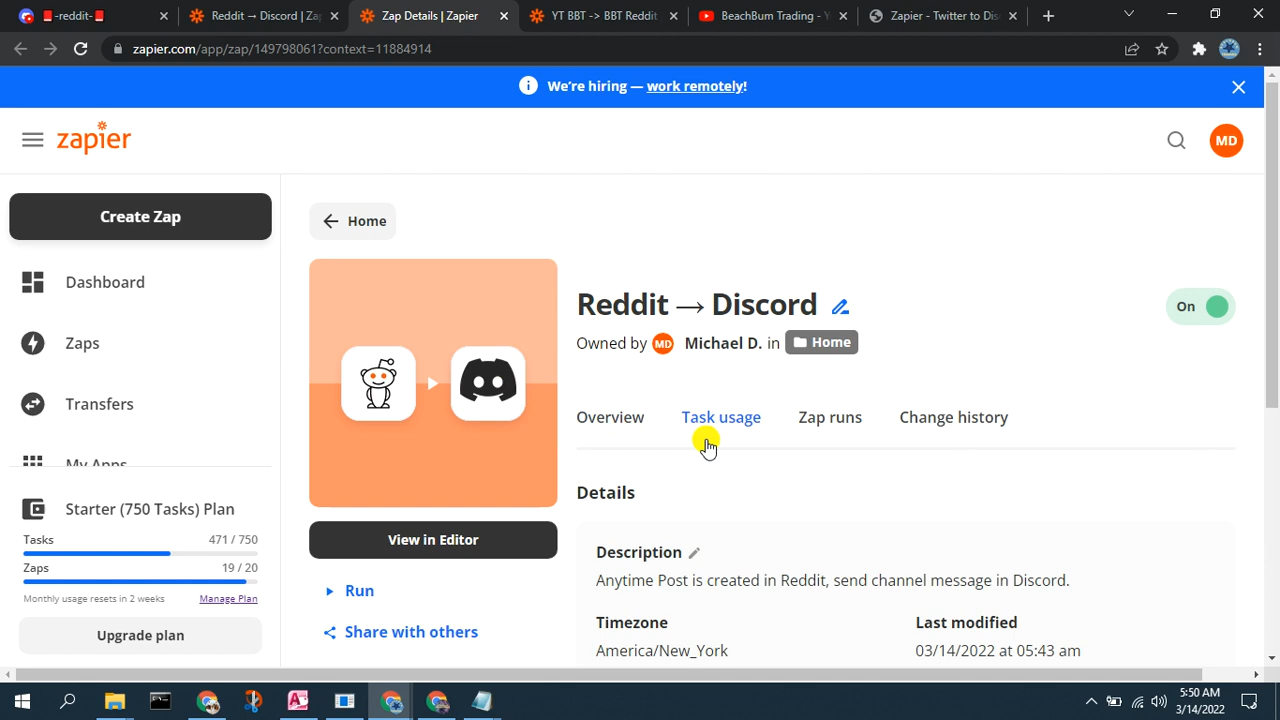 -reddit-
Reddit → Discord | Za
Zap Details | Zapier
YT BBT -> BBT Reddit
BeachBum Trading - Y
Zapier - Twitter to Dis
zapier.com/app/zap/149798061?context=11884914
We're hiring — work remotely!
zapier
MD
Create Zap
Home
Dashboard
Reddit → Discord
On
Owned by MD Michael D. in Home
Zaps
Transfers
Overview Task usage Zap runs Change history
My Apps
Details
Starter (750 Tasks) Plan
Tasks 471 / 750
View in Editor
Description
Zaps 19 / 20
Anytime Post is created in Reddit, send channel message in Discord.
Monthly usage resets in 2 weeks Manage Plan
Run
Timezone Last modified
Upgrade plan
Share with others
America/New_York 03/14/2022 at 05:43 am
5:50 AM
3/14/2022